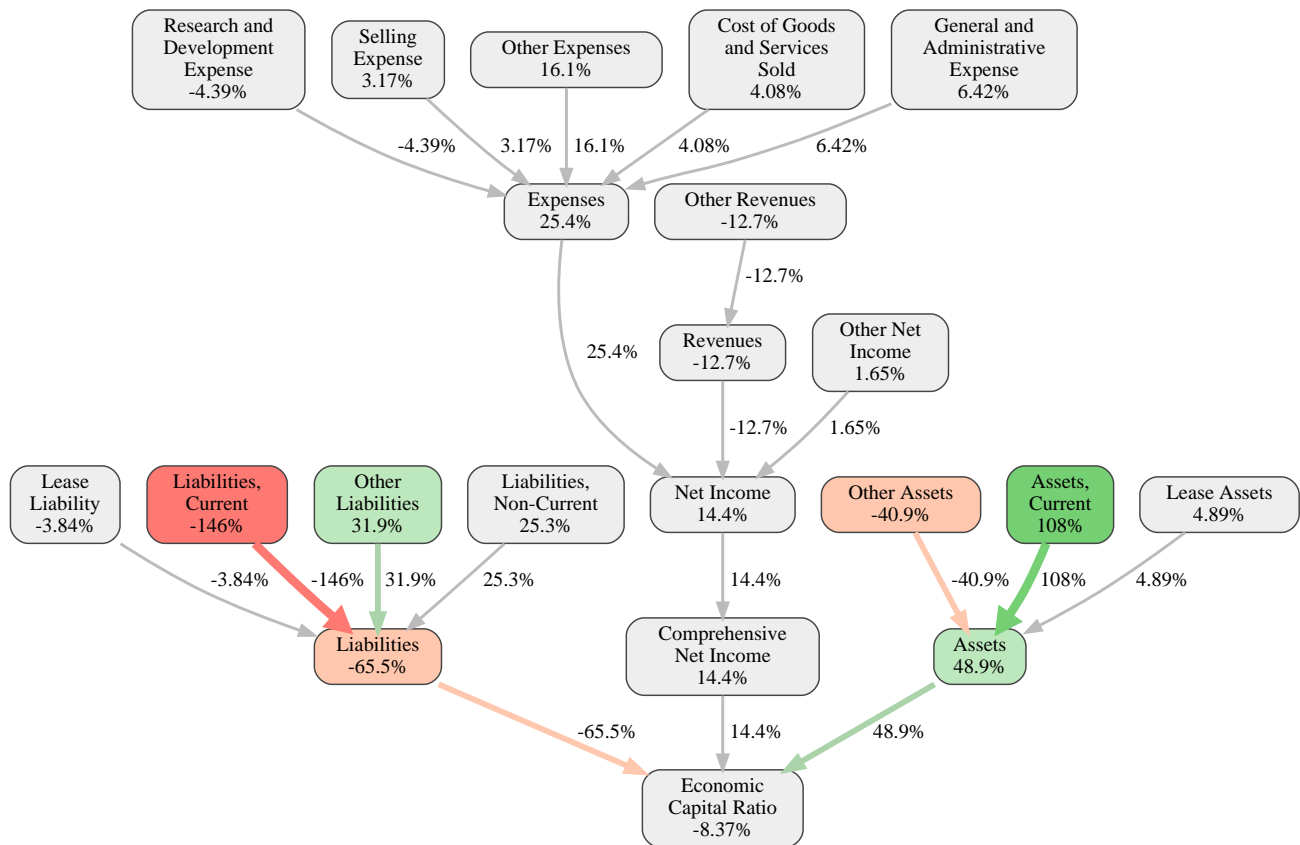 Research and
Development
Expense
-4.39%
Selling
Expense
3.17%
Other Expenses
16.1%
Cost of Goods
and Services
Sold
4.08%
General and
Administrative
Expense
6.42%
-4.39%
3.17%
16.1%
4.08%
6.42%
Expenses
25.4%
Other Revenues
-12.7%
-12.7%
Revenues
-12.7%
Other Net
Income
1.65%
25.4%
-12.7%
1.65%
Lease
Liability
-3.84%
Liabilities,
Current
-146%
Other
Liabilities
31.9%
Liabilities,
Non-Current
25.3%
Net Income
14.4%
Other Assets
-40.9%
Assets,
Current
108%
Lease Assets
4.89%
-3.84%
-146%
31.9%
25.3%
14.4%
-40.9%
108%
4.89%
Liabilities
-65.5%
Comprehensive
Net Income
14.4%
Assets
48.9%
-65.5%
14.4%
48.9%
Economic
Capital Ratio
-8.37%